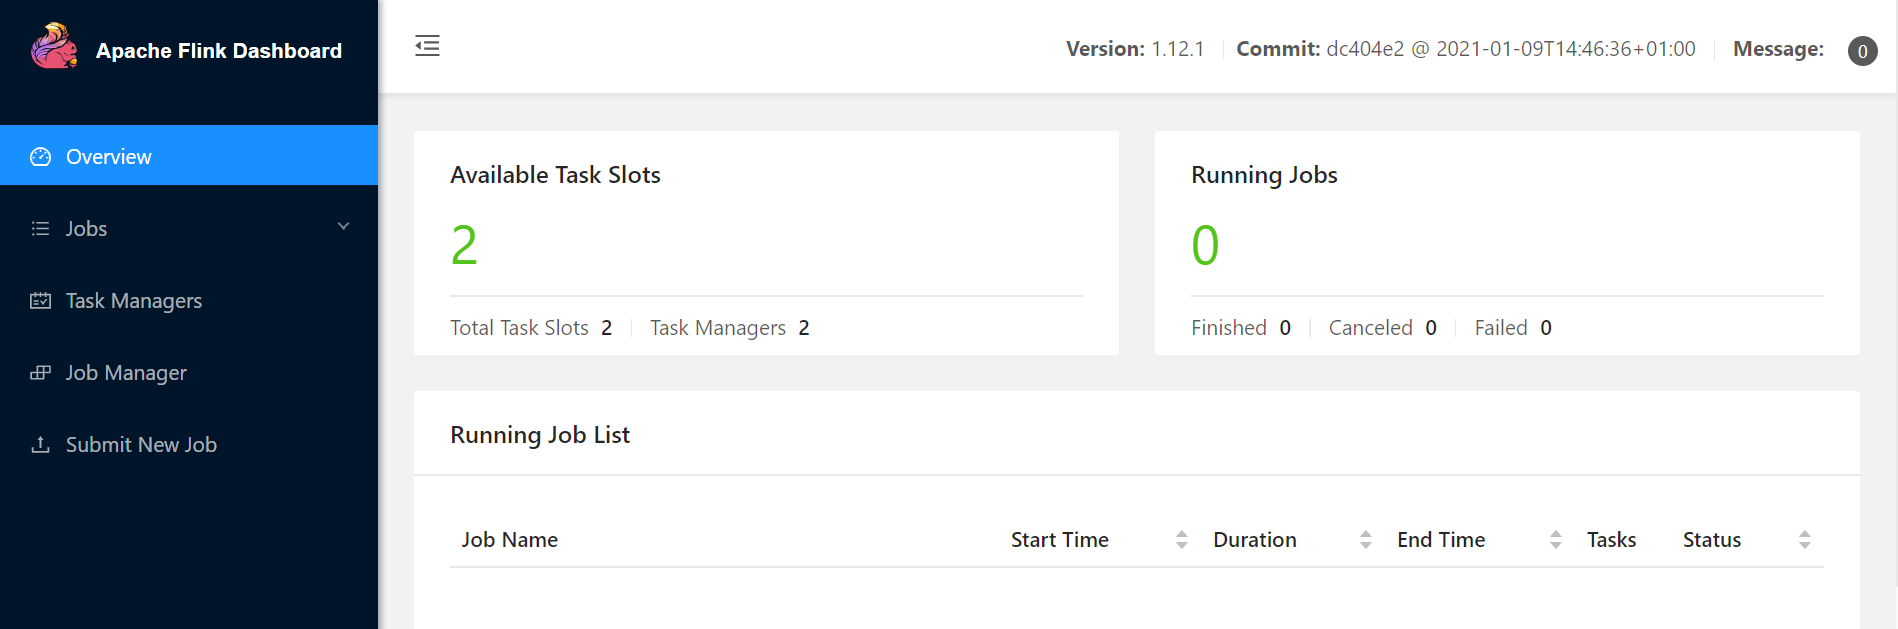 Apache Flink Dashboard
Version: 1.12.1 Commit: dc404e2 @ 2021-01-09T14:46:36+01:00 Message: 0
Overview
Jobs
Task Managers
Job Manager
Submit New Job
Available Task Slots
2
Total Task Slots 2 Task Managers 2
Running Jobs
0
Finished 0 Canceled 0 Failed 0
Running Job List
Job Name Start Time Duration End Time Tasks Status